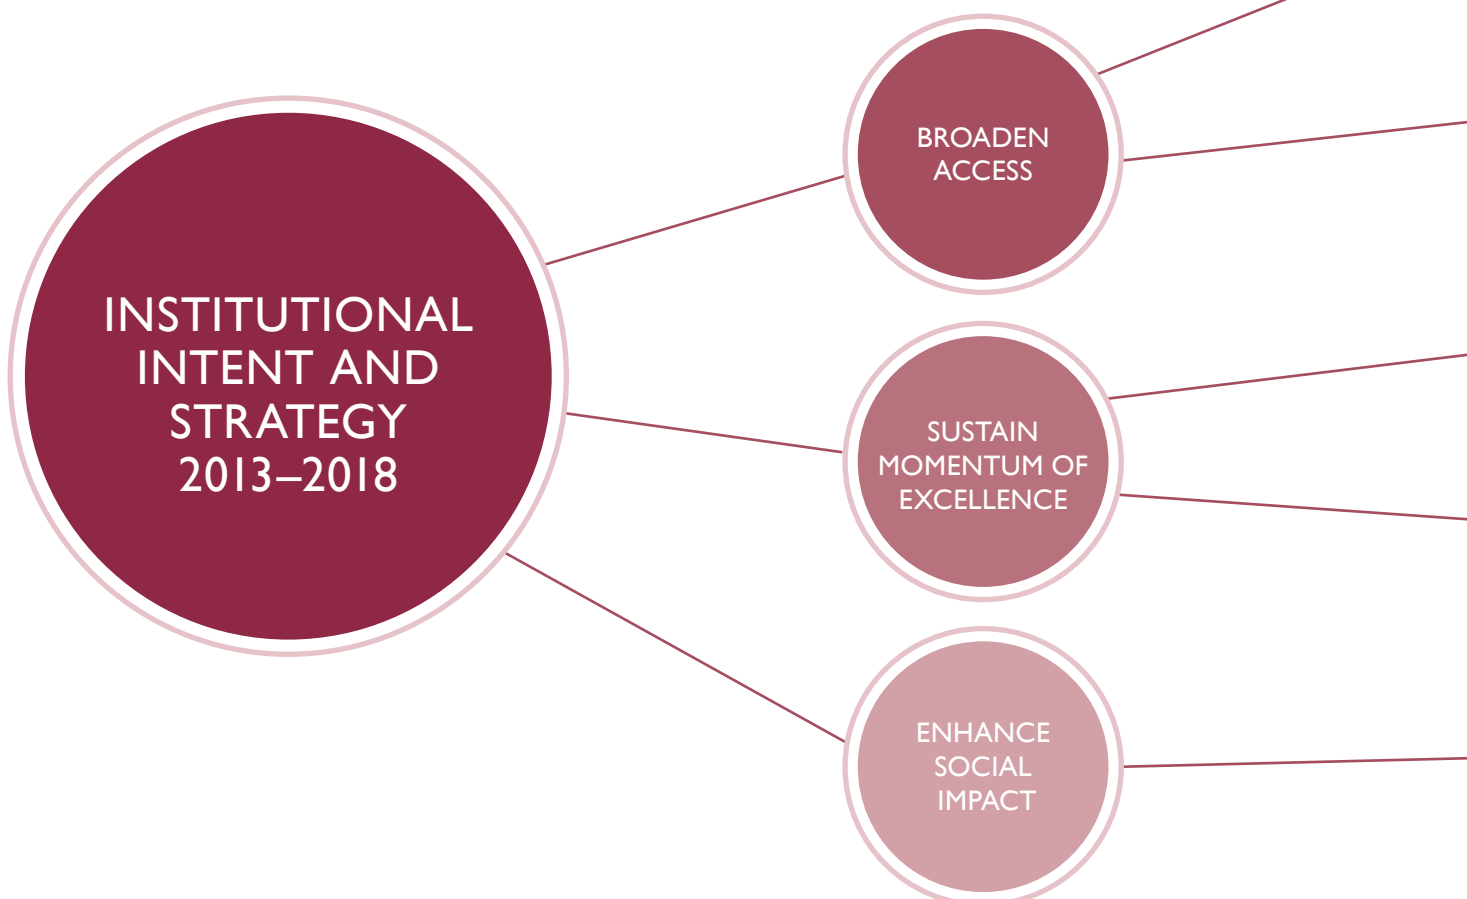 INSTITUTIONAL
INTENT AND
STRATEGY
2013–2018
BROADEN
ACCESS
SUSTAIN
MOMENTUM OF
EXCELLENCE
ENHANCE
SOCIAL
IMPACT